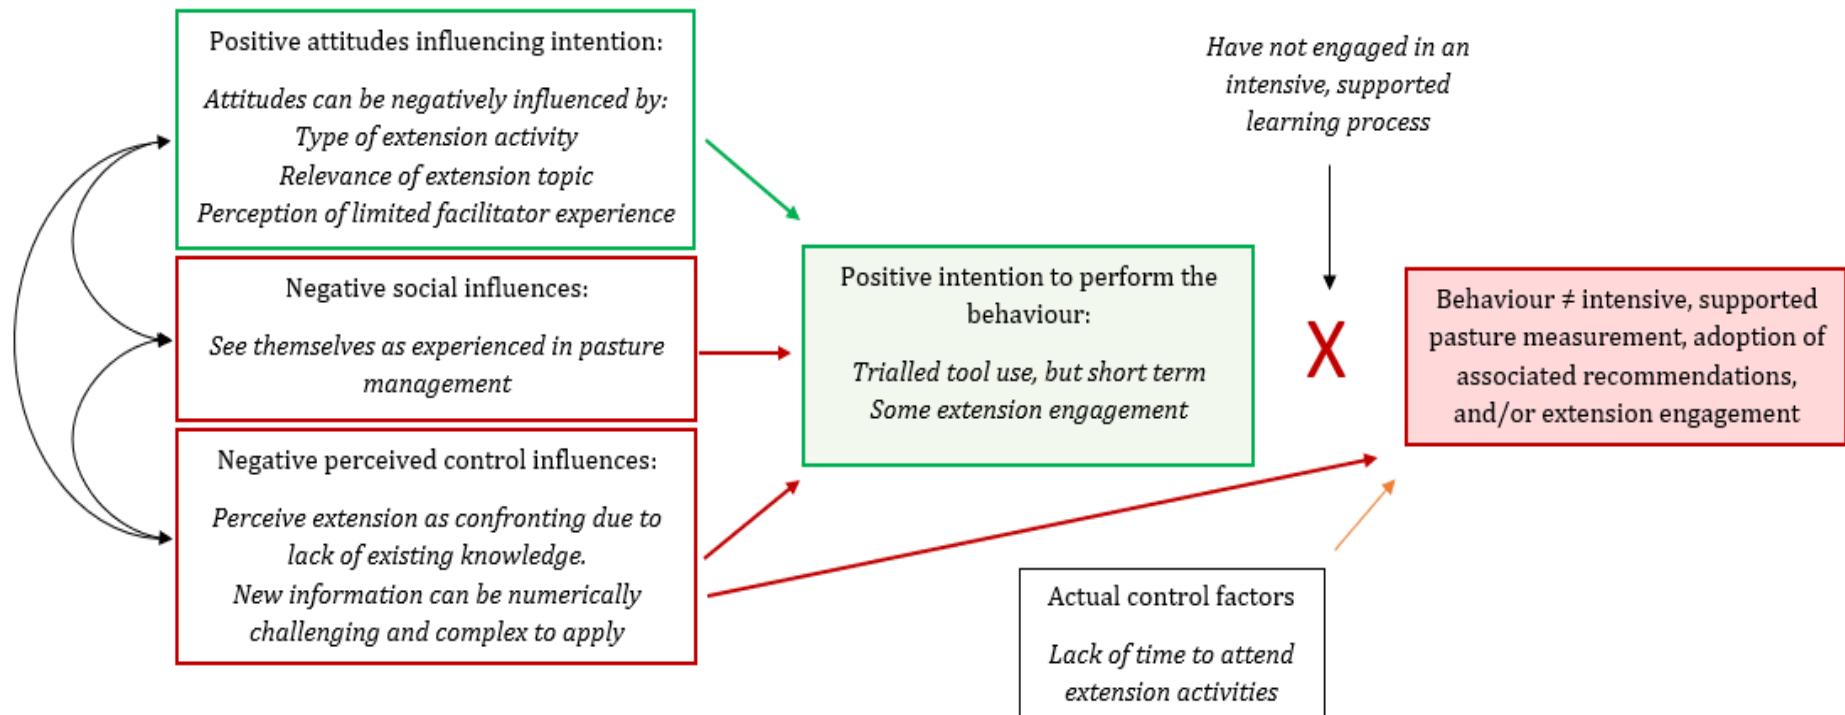 Positive attitudes influencing intention:
Attitudes can be negatively influenced by:
Type of extension activity
Relevance of extension topic
Perception of limited facilitator experience
Negative social influences:
See themselves as experienced in pasture
management
Negative perceived control influences:
Perceive extension as confronting due to
lack of existing knowledge.
New information can be numerically
challenging and complex to apply
Positive intention to perform the
behaviour:
Trialled tool use, but short term
Some extension engagement
Have not engaged in an
intensive, supported
learning process
X
Behaviour ≠ intensive, supported
pasture measurement, adoption of
associated recommendations,
and/or extension engagement
Actual control factors
Lack of time to attend
extension activities